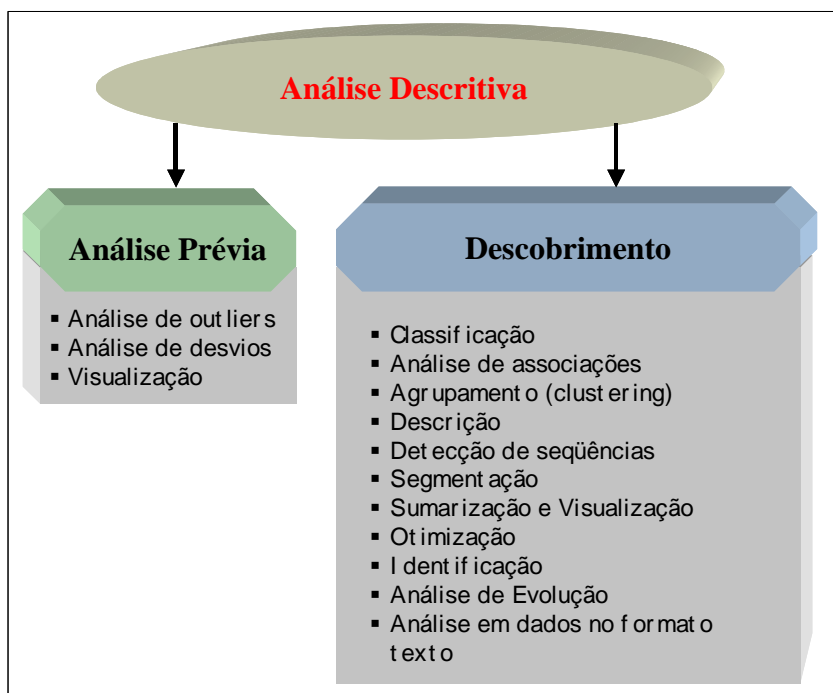 Análise Descritiva
Análise Prévia
▪ Análise de outliers
▪ Análise de desvios
▪ Visualização
Descobrimento
▪ Classificação
▪ Análise de associações
▪ Agrupamento (clustering)
▪ Descrição
▪ Detecção de seqüências
▪ Segmentação
▪ Sumarização e Visualização
▪ Otimização
▪ Identificação
▪ Análise de Evolução
▪ Análise em dados no formato
texto